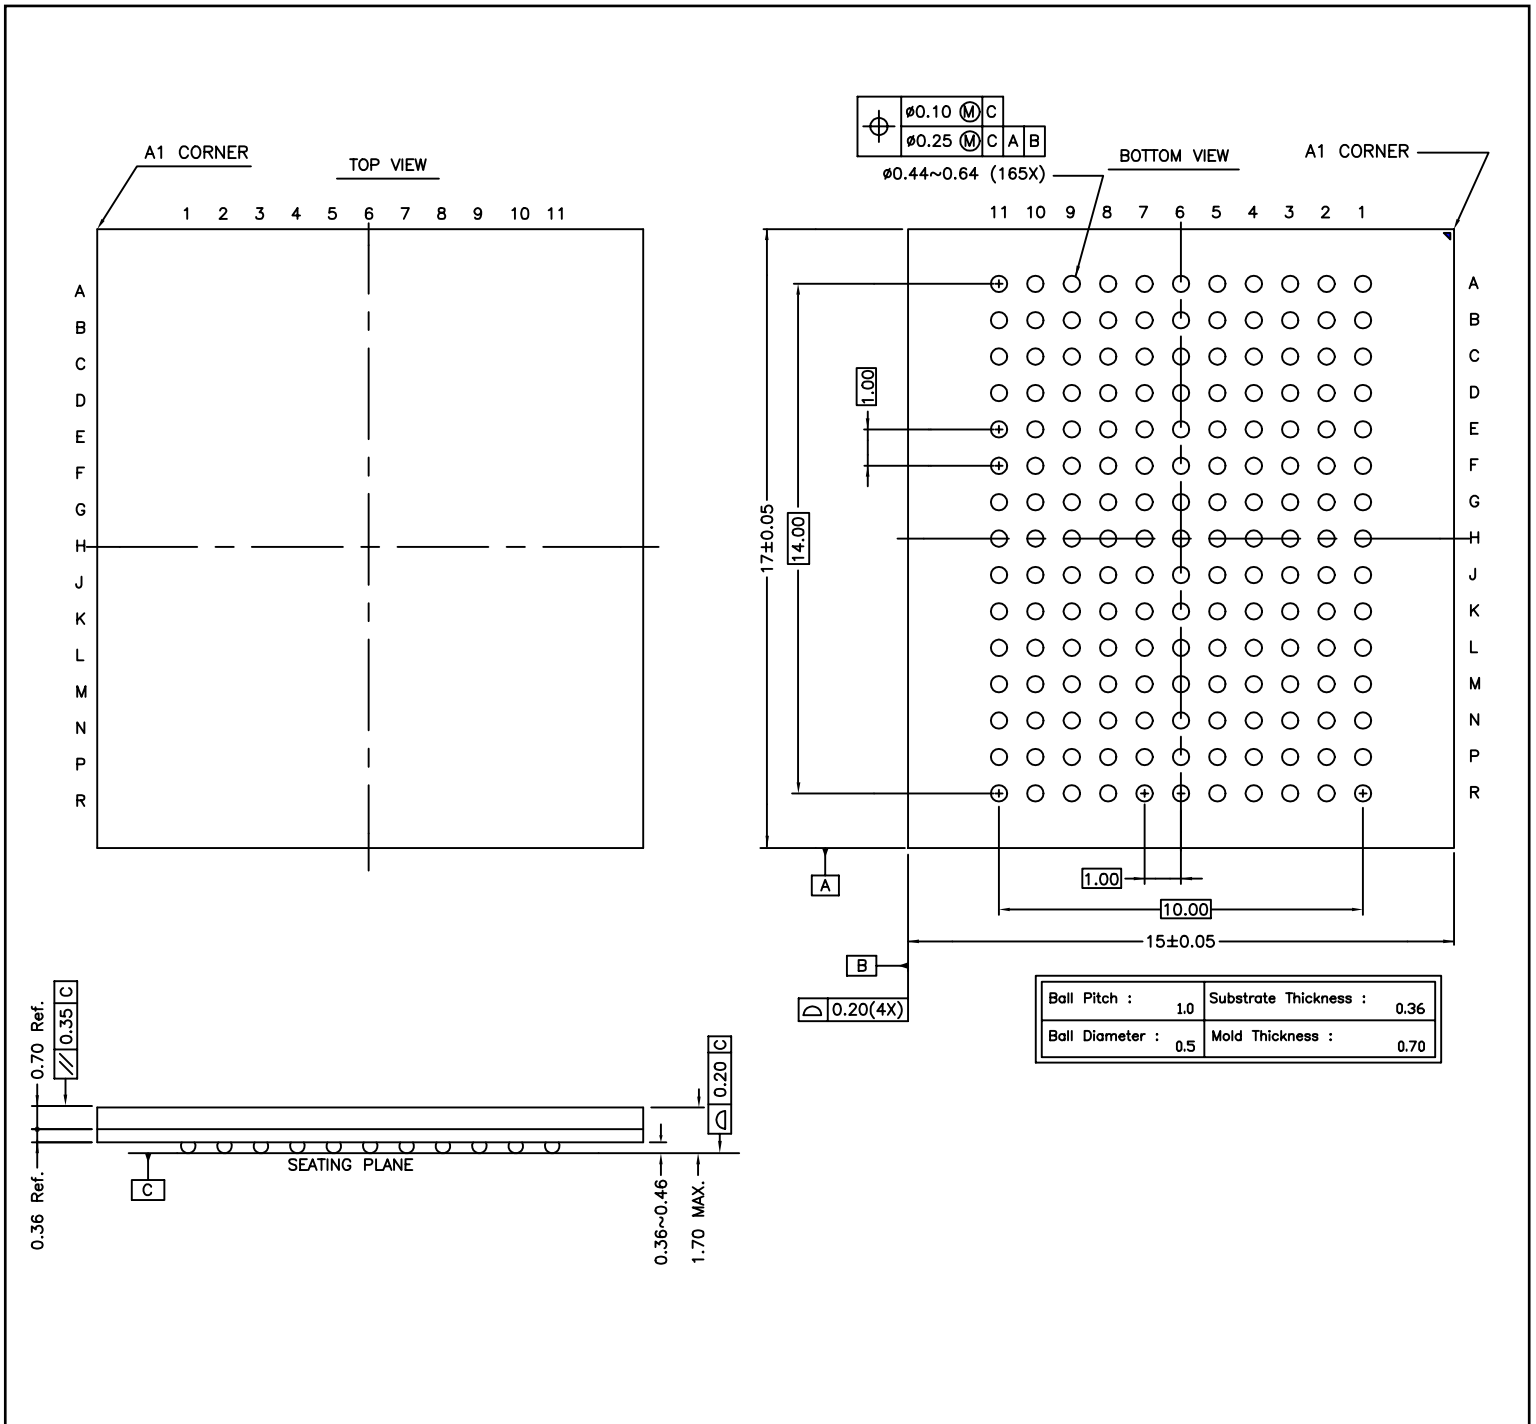 A1 CORNER
TOP VIEW
1 2 3 4 5 6 7 8 9 10 11
A
B
C
D
E
F
G
H
J
K
L
M
N
P
R
ø0.10 Ⓜ C
ø0.25 Ⓜ C A B
ø0.44~0.64 (165X)
BOTTOM VIEW
A1 CORNER
11 10 9 8 7 6 5 4 3 2 1
A
B
C
D
E
F
G
H
J
K
L
M
N
P
R
1.00
17±0.05
14.00
A
1.00
10.00
15±0.05
B
0.20(4X)
Ball Pitch : 1.0 Substrate Thickness : 0.36
Ball Diameter : 0.5 Mold Thickness : 0.70
0.70 Ref.
0.35 C
0.36 Ref.
SEATING PLANE
C
0.20 C
0.36~0.46
1.70 MAX.